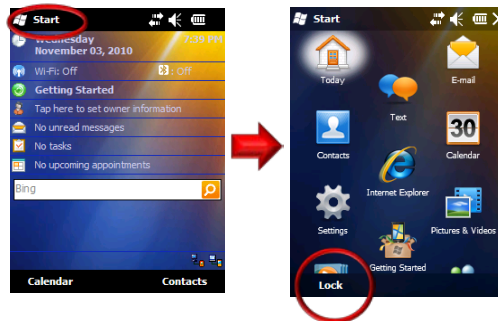 Start
Wednesday
7:35 PM
November 03, 2010
Wi-Fi: Off
: Off
Getting Started
Tap here to set owner information
No unread messages
No tasks
No upcoming appointments
Bing
Calendar Contacts
Start
Today
E-mail
Text
30
Contacts
Calendar
Internet Explorer
Settings
Pictures & Videos
Getting Started
Lock